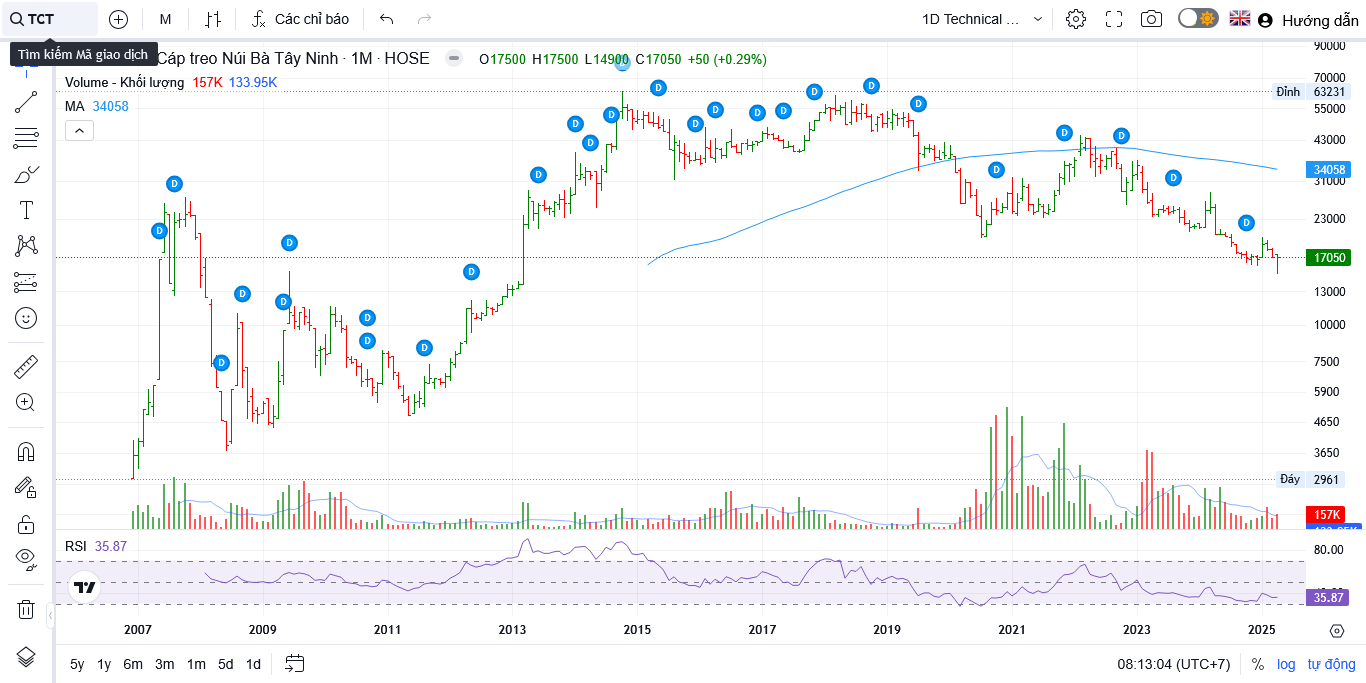 TCT
M
Các chỉ báo
1D Technical ...
Hướng dẫn
Tìm kiếm Mã giao dịch
Cáp treo Núi Bà Tây Ninh · 1M · HOSE
O17500 H17500 L14900 C17050 +50 (+0.29%)
Volume - Khối lượng 157K 133.95K
MA 34058
90000
70000
Đỉnh 63231
55000
43000
34058
31000
23000
17050
13000
10000
7500
5900
4650
3650
Đáy 2961
157K
D D D D D D D D D D D D D D D D D D D D D D D D D D D D
RSI 35.87
80.00
35.87
2007 2009 2011 2013 2015 2017 2019 2021 2023 2025
5y 1y 6m 3m 1m 5d 1d
08:13:04 (UTC+7) % log tự động